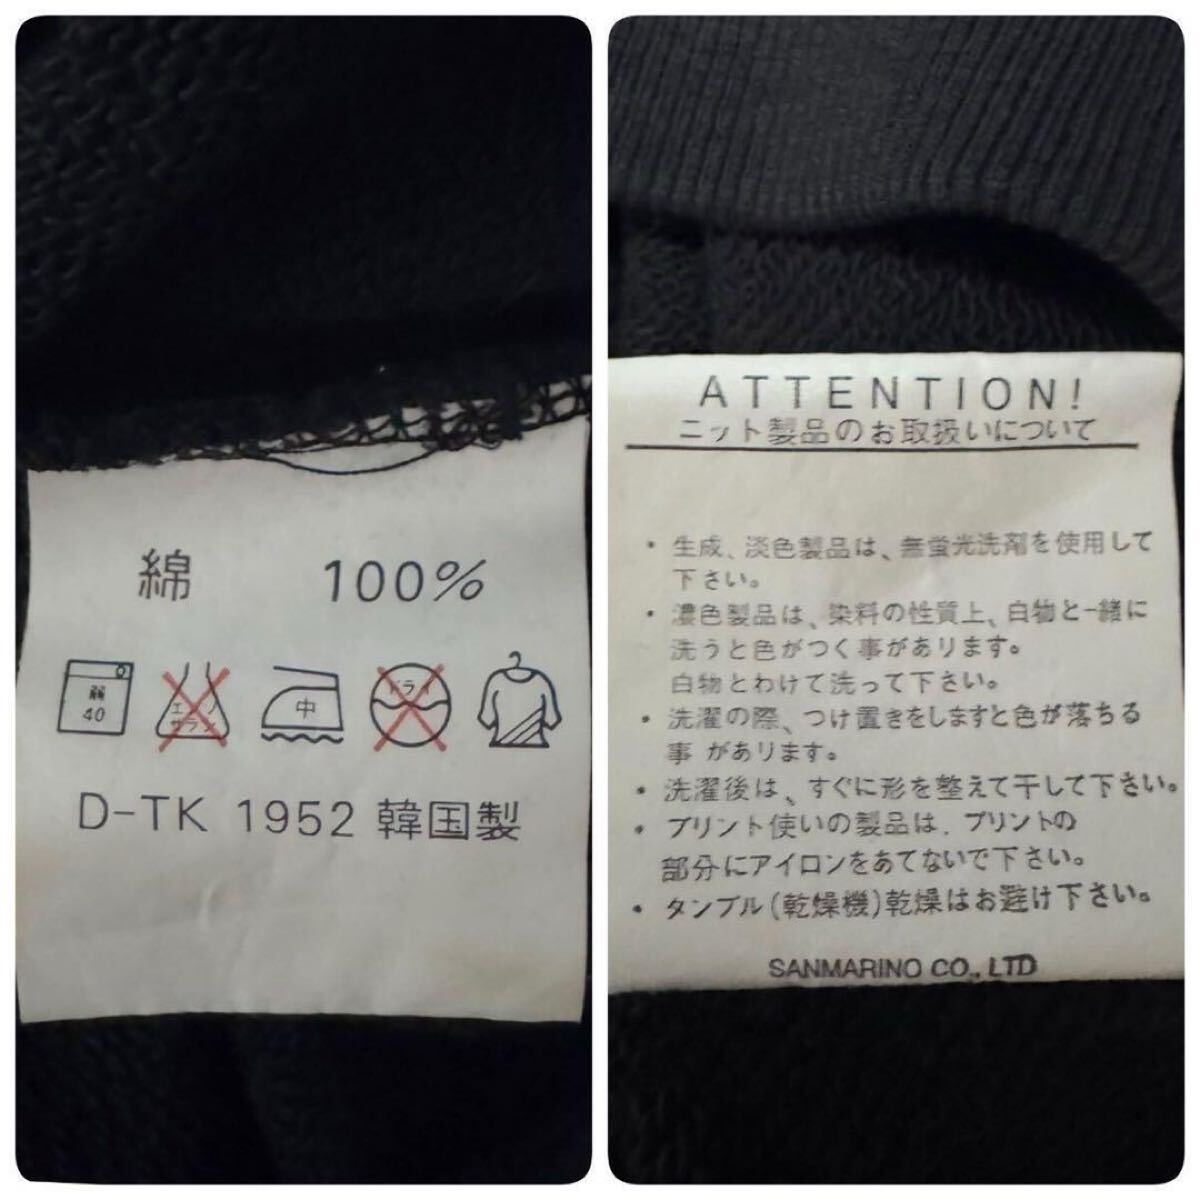 綿 100%
弱
40
エンソ
サラシ
中
ドライ
D-TK 1952 韓国製
ATTENTION!
ニット製品のお取扱いについて
・生成、淡色製品は、無蛍光洗剤を使用して
下さい。
・濃色製品は、染料の性質上、白物と一緒に
洗うと色がつく事があります。
白物とわけて洗って下さい。
・洗濯の際、つけ置きをしますと色が落ちる
事 があります。
・洗濯後は、すぐに形を整えて干して下さい。
・プリント使いの製品は、プリントの
部分にアイロンをあてないで下さい。
・タンブル(乾燥機)乾燥はお避け下さい。
SANMARINO CO., LTD